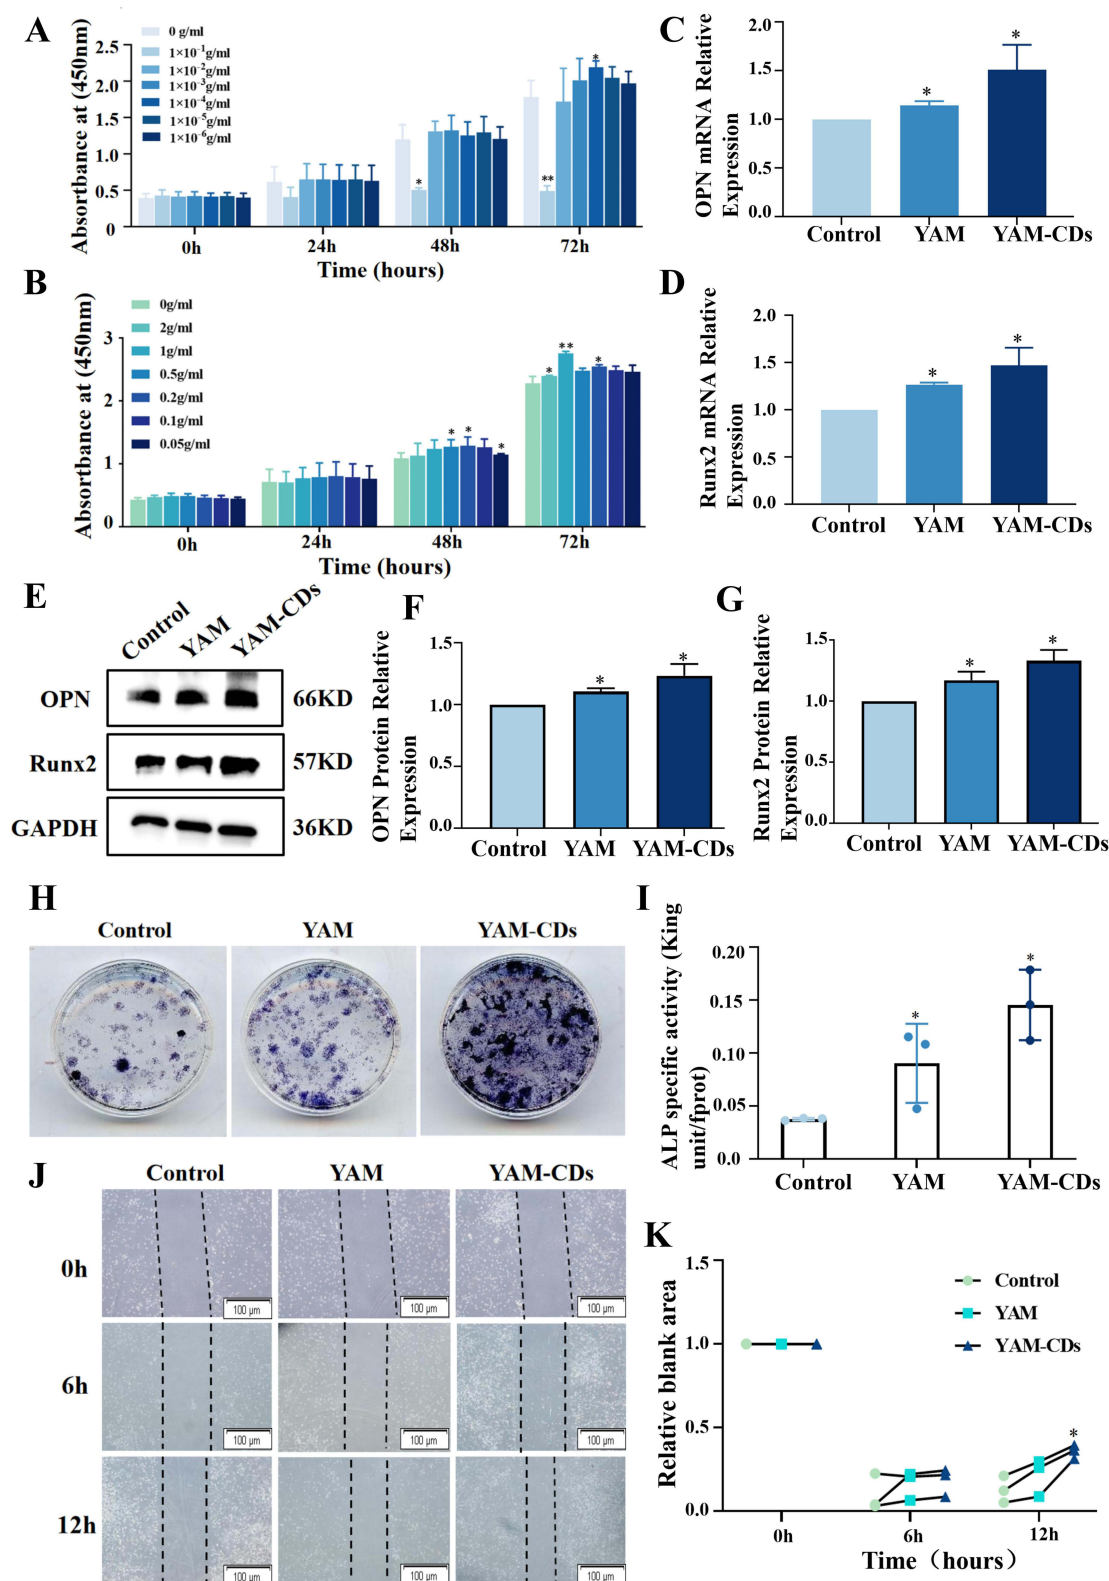 A
Absortbance at (450nm)
2.5
2.0
1.5
1.0
0.5
0
0 g/ml
1×10⁻¹g/ml
1×10⁻²g/ml
1×10⁻³g/ml
1×10⁻⁴g/ml
1×10⁻⁵g/ml
1×10⁻⁶g/ml
*
**
*
0h 24h 48h 72h
Time (hours)
B
Absortbance at (450nm)
3
2
1
0
0g/ml
2g/ml
1g/ml
0.5g/ml
0.2g/ml
0.1g/ml
0.05g/ml
* * *
* ** *
0h 24h 48h 72h
Time (hours)
C
OPN mRNA Relative
Expression
2.0
1.5
1.0
0.5
0.0
* *
Control YAM YAM-CDs
D
Runx2 mRNA Relative
Expression
2.0
1.5
1.0
0.5
0.0
* *
Control YAM YAM-CDs
E
Control YAM YAM-CDs
OPN 66KD
Runx2 57KD
GAPDH 36KD
F
OPN Protein Relative
Expression
1.5
1.0
0.5
0.0
* *
Control YAM YAM-CDs
G
Runx2 Protein Relative
Expression
1.5
1.0
0.5
0.0
* *
Control YAM YAM-CDs
H
Control YAM YAM-CDs
I
ALP specific activity (King
unit/fprot)
0.20
0.15
0.10
0.05
0.0
* *
Control YAM YAM-CDs
J
Control YAM YAM-CDs
0h
100 μm 100 μm 100 μm
6h
100 μm 100 μm 100 μm
12h
100 μm 100 μm 100 μm
K
Relative blank area
1.5
1.0
0.5
0.0
Control
YAM
YAM-CDs
*
0h 6h 12h
Time（hours）